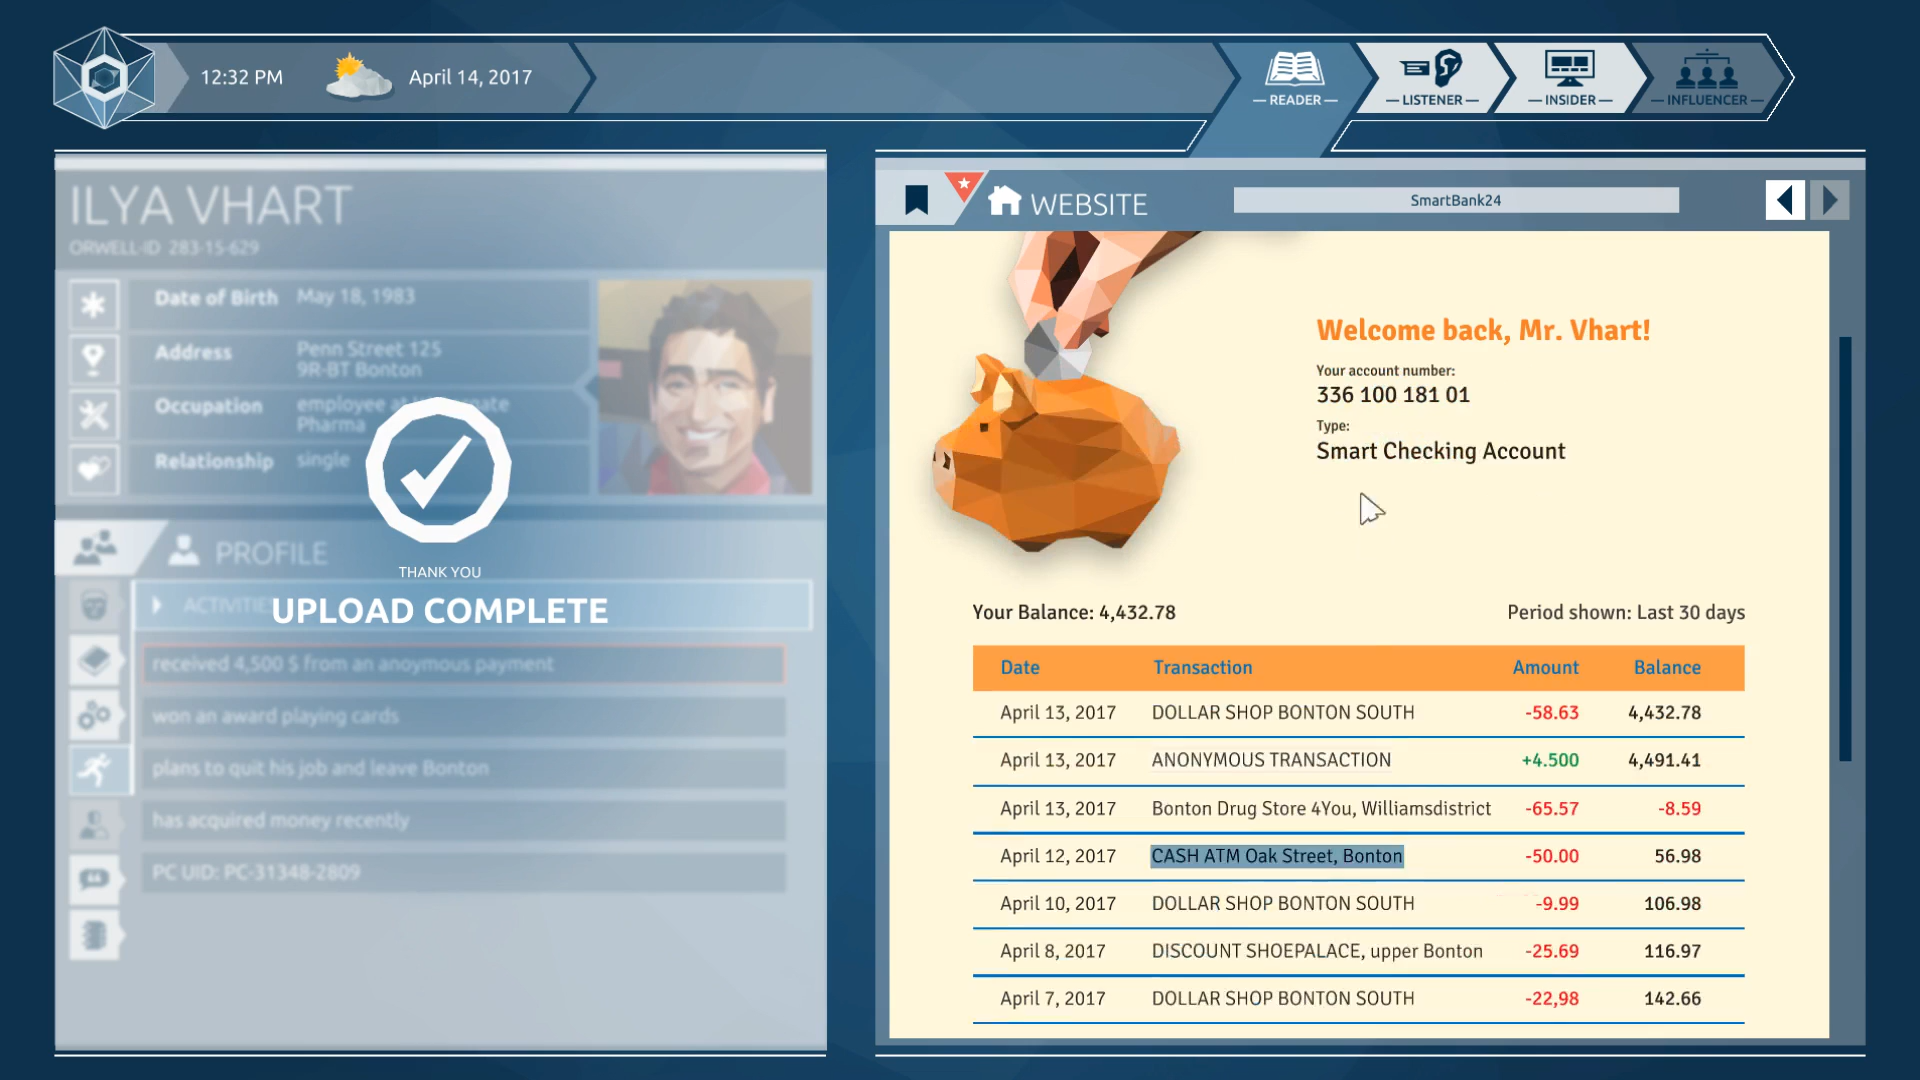 12:32 PM
April 14, 2017
— READER —
— LISTENER —
— INSIDER —
— INFLUENCER —
ILYA VHART
ORWELL-ID 283-15-629
Date of Birth May 18, 1983
Address Penn Street 125
9R-BT Bonton
Occupation employee at
Pharma
Relationship single
PROFILE
THANK YOU
UPLOAD COMPLETE
received 4,500 $ from an anoymous payment
won an award playing cards
plans to quit his job and leave Bonton
has acquired money recently
PC UID: PC-31348-2809
WEBSITE
SmartBank24
Welcome back, Mr. Vhart!
Your account number:
336 100 181 01
Type:
Smart Checking Account
Your Balance: 4,432.78 Period shown: Last 30 days
Date Transaction Amount Balance
April 13, 2017 DOLLAR SHOP BONTON SOUTH -58.63 4,432.78
April 13, 2017 ANONYMOUS TRANSACTION +4.500 4,491.41
April 13, 2017 Bonton Drug Store 4You, Williamsdistrict -65.57 -8.59
April 12, 2017 CASH ATM Oak Street, Bonton -50.00 56.98
April 10, 2017 DOLLAR SHOP BONTON SOUTH -9.99 106.98
April 8, 2017 DISCOUNT SHOEPALACE, upper Bonton -25.69 116.97
April 7, 2017 DOLLAR SHOP BONTON SOUTH -22,98 142.66